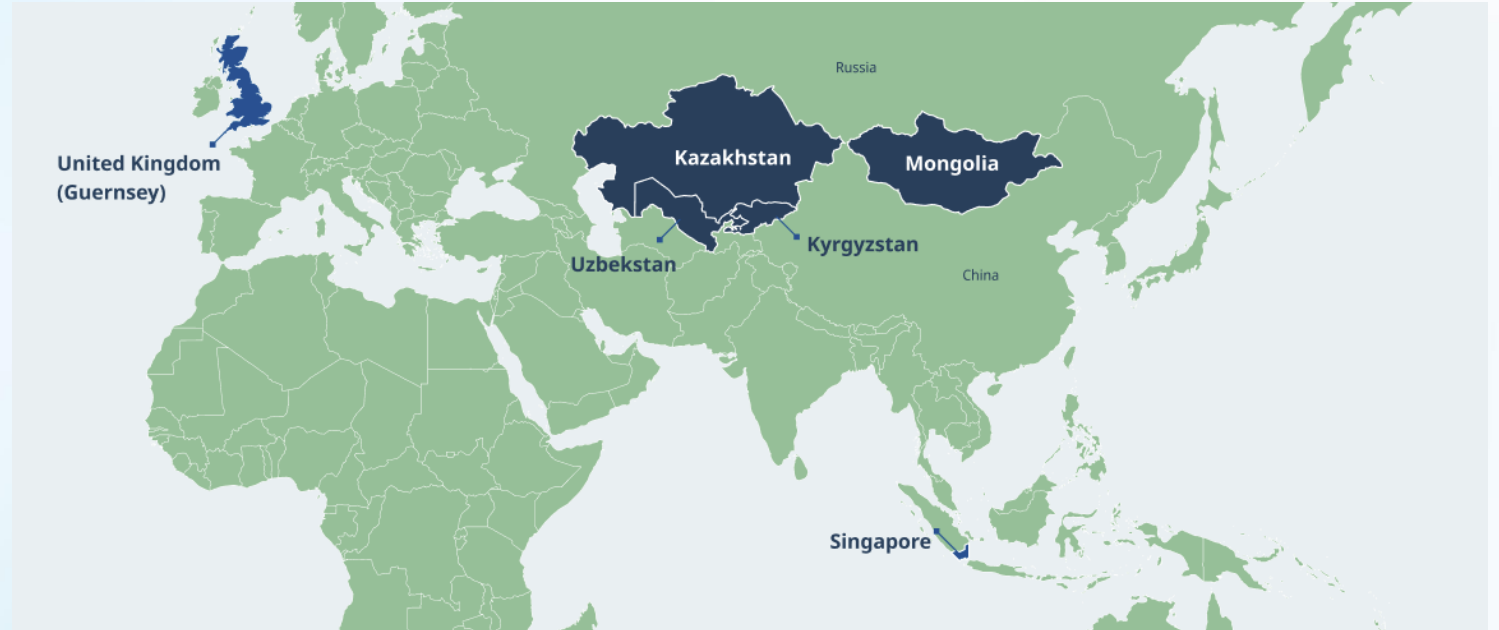 Russia
United Kingdom
(Guernsey)
Kazakhstan
Mongolia
Uzbekstan
Kyrgyzstan
China
Singapore